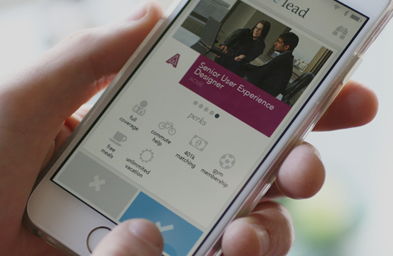 lead
Senior User Experience
Designer
perks
full
coverage
commute
help
401k
matching
gym
membership
free
meals
unlimited
vacation